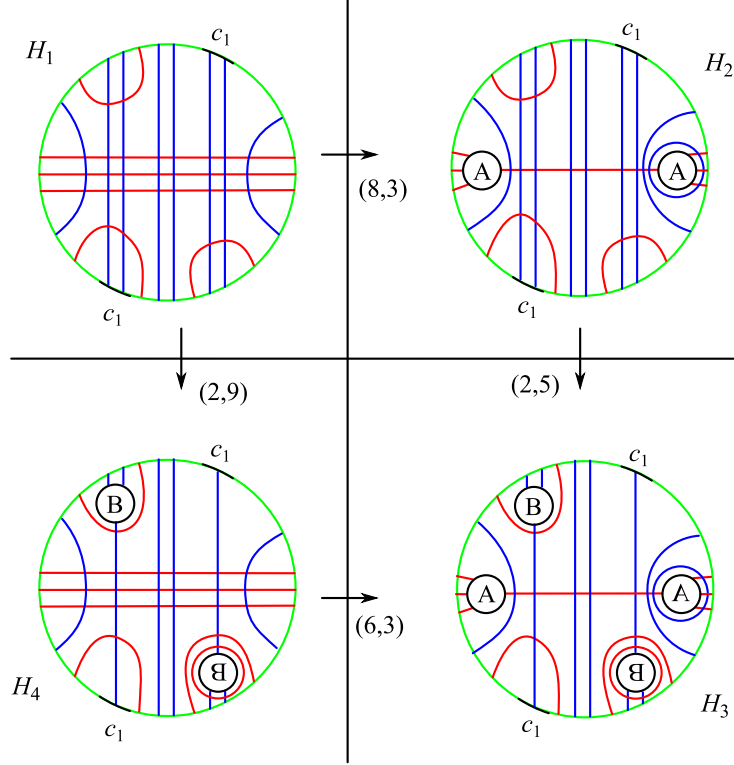 c₁
c₁
H₁
H₂
A
A
(8,3)
c₁
c₁
(2,9)
(2,5)
c₁
c₁
B
B
A
A
(6,3)
B
B
H₄
H₃
c₁
c₁